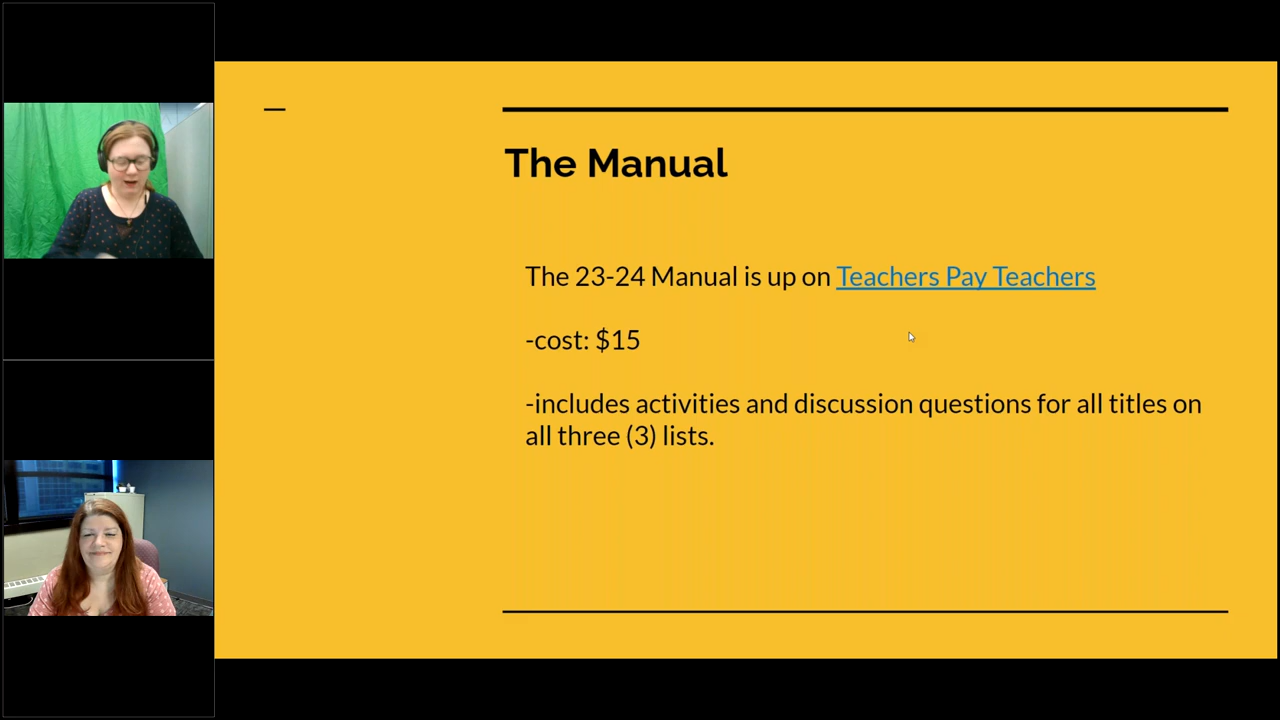 The Manual
The 23-24 Manual is up on Teachers Pay Teachers
-cost: $15
-includes activities and discussion questions for all titles on
all three (3) lists.